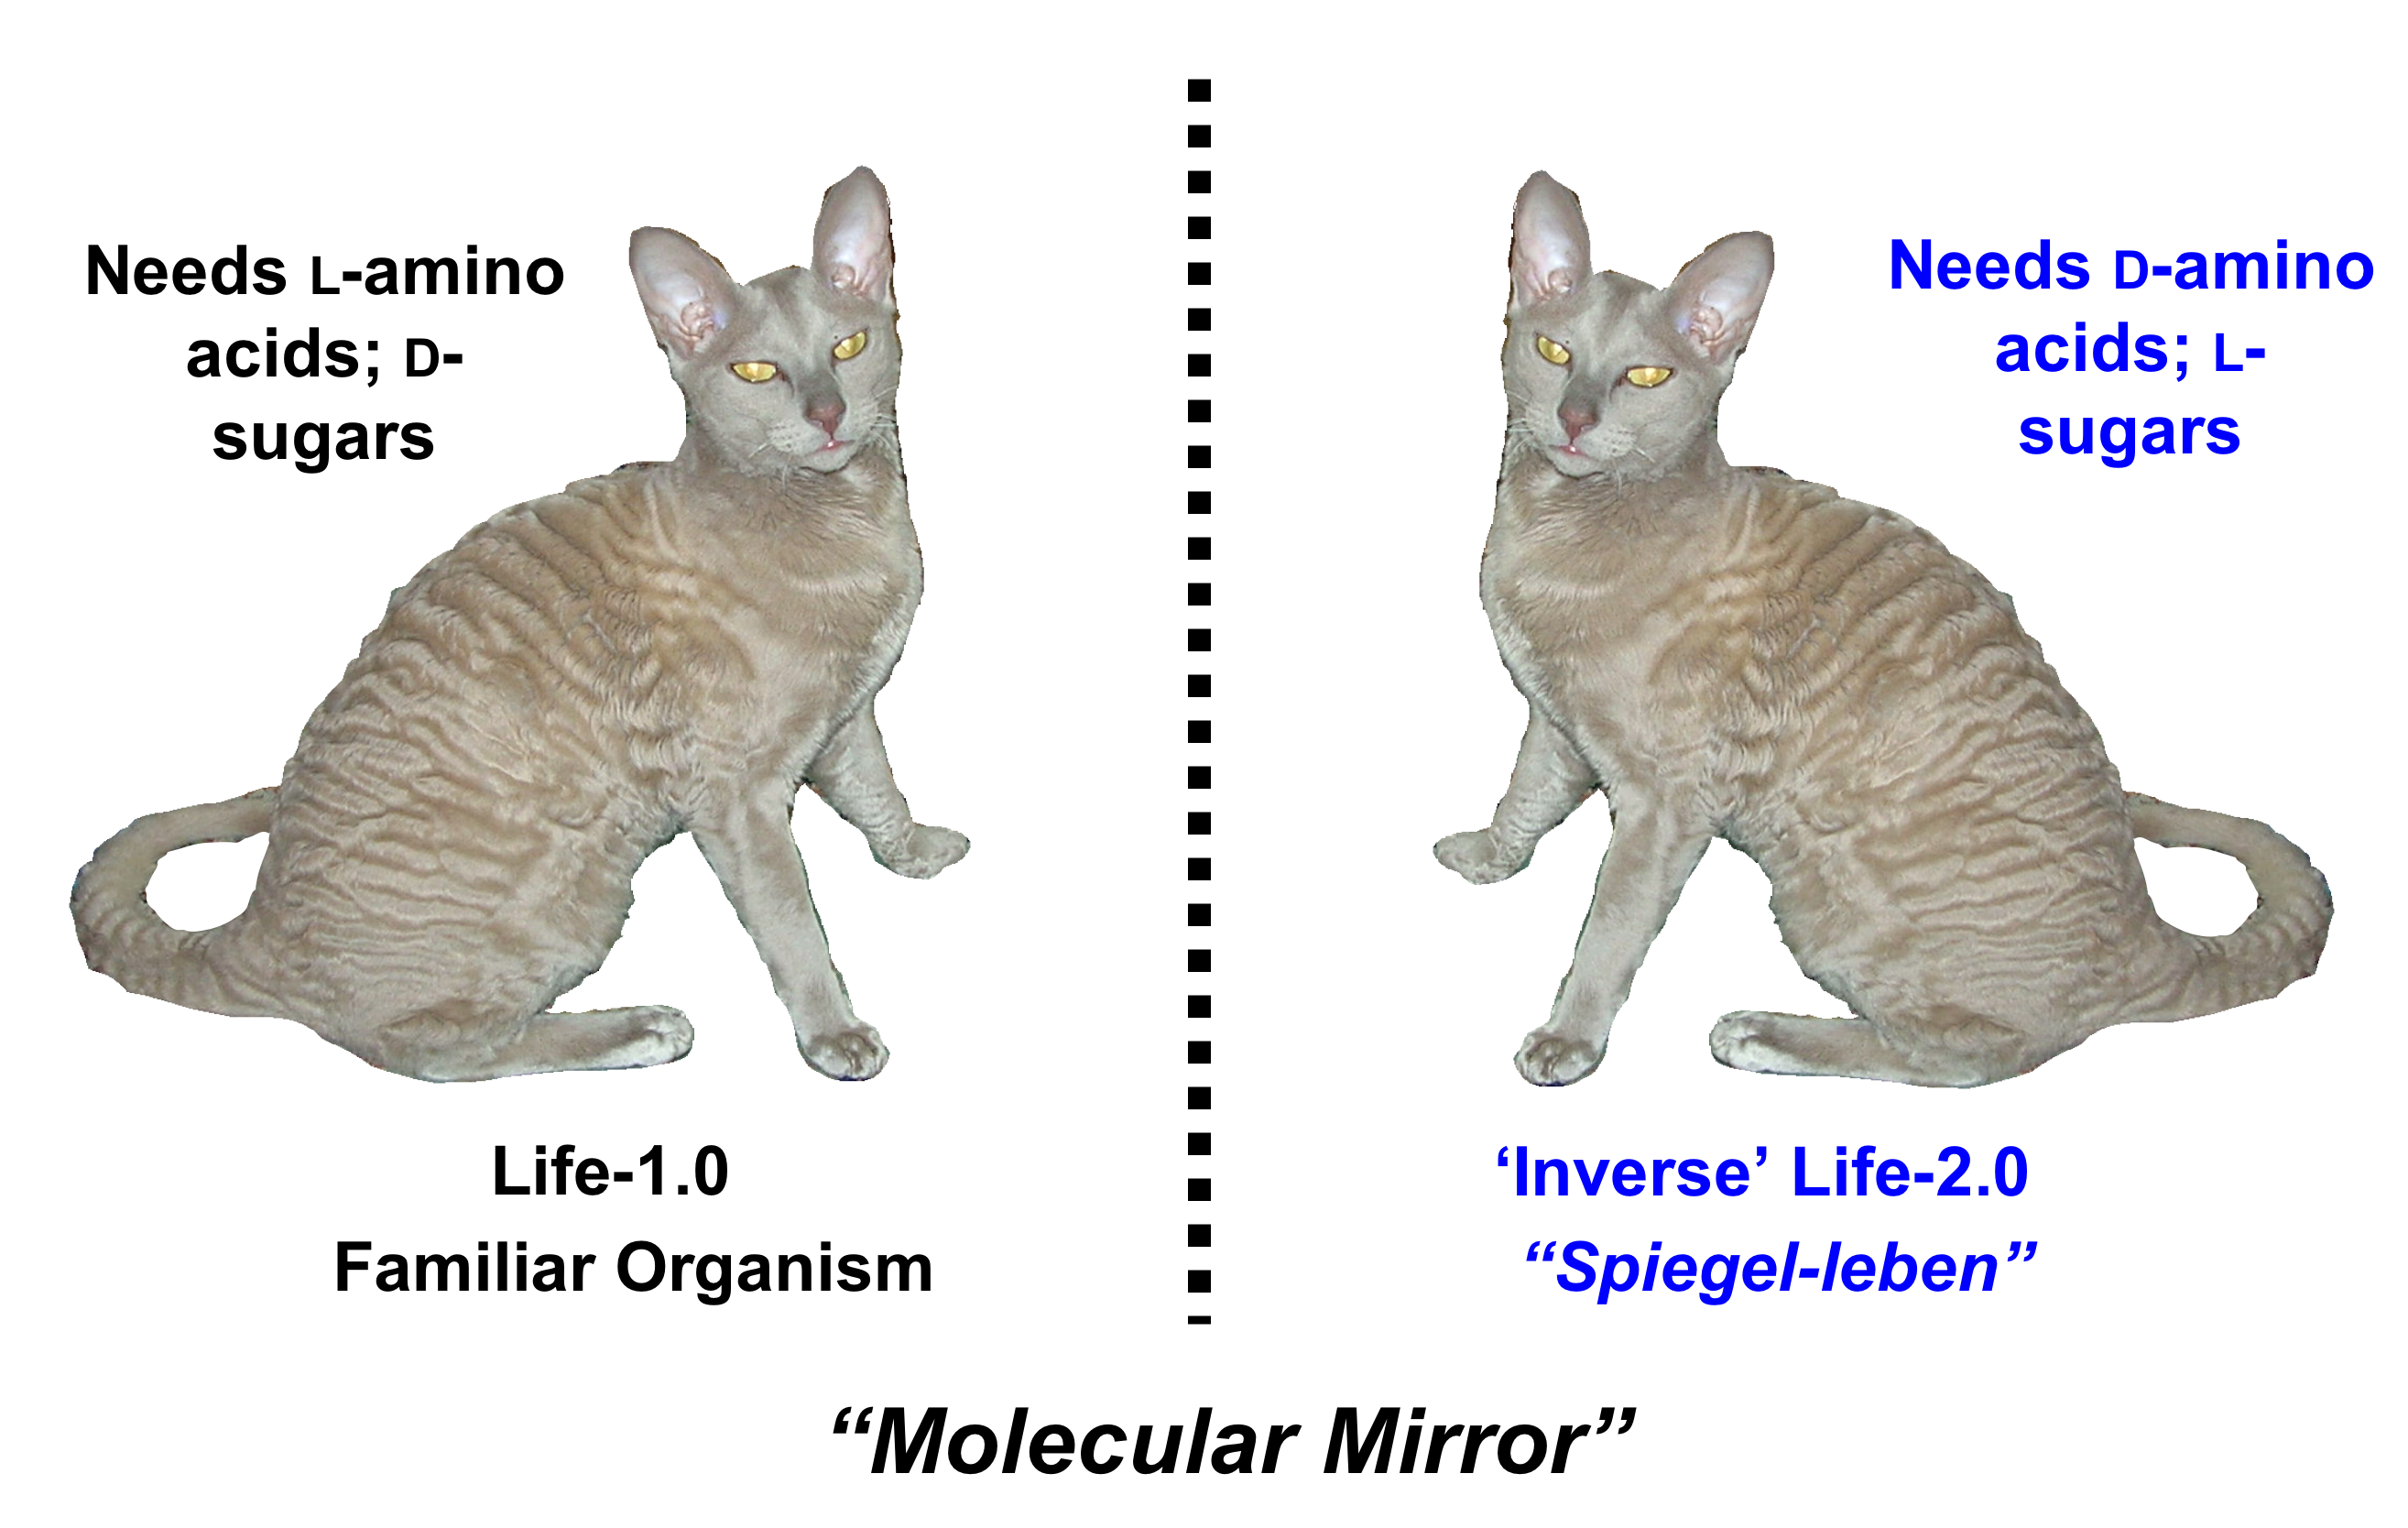 Needs L-amino
acids; D-
sugars
Needs D-amino
acids; L-
sugars
Life-1.0
Familiar Organism
‘Inverse’ Life-2.0
“Spiegel-leben”
“Molecular Mirror”